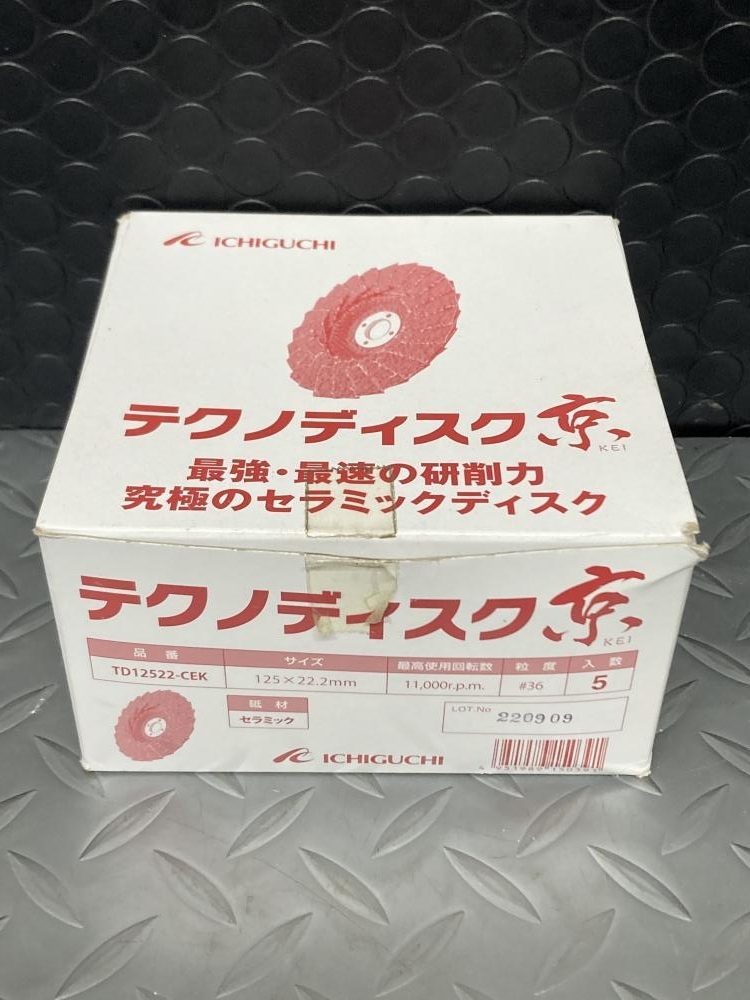 ICHIGUCHI
テクノディスク京
KEI
最強・最速の研削力
究極のセラミックディスク
テクノディスク京
KEI
品番 サイズ 最高使用回転数 粒度 入数
TD12522-CEK 125×22.2mm 11,000r.p.m. #36 5
砥材
セラミック
LOT.No 220909
ICHIGUCHI